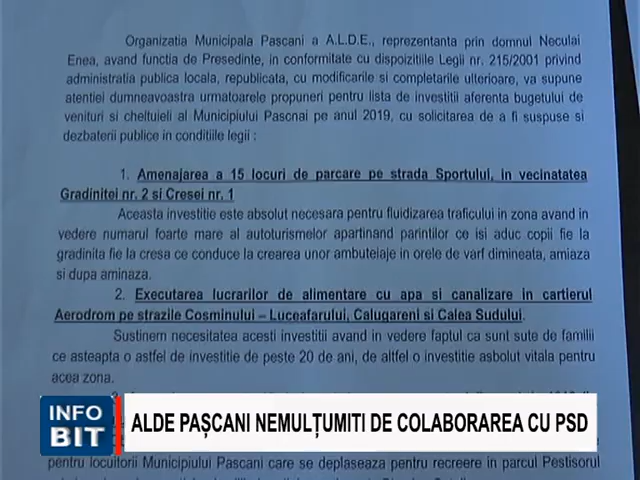 Organizatia Municipala Pascani a A.L.D.E., reprezentanta prin domnul Neculai
Enea, avand functia de Presedinte, in conformitate cu dispoizitiile Legii nr. 215/2001 privind
administratia publica locala, republicata, cu modificarile si completarile ulterioare, va supune
atentiei dumneavoastra urmatoarele propuneri pentru lista de investitii aferenta bugetului de
venituri si cheltuieli al Municipiului Pascnai pe anul 2019, cu solicitarea de a fi suspuse si
dezbaterii publice in conditiile legii :
1. Amenajarea a 15 locuri de parcare pe strada Sportului, in vecinatatea
Gradinitei nr. 2 si Cresei nr. 1
Aceasta investitie este absolut necesara pentru fluidizarea traficului in zona avand in
vedere numarul foarte mare al autoturismelor apartinand parintilor ce isi aduc copii fie la
gradinita fie la cresa ce conduce la crearea unor ambuteiaje in orele de varf dimineata, amiaza
si dupa aminaza.
2. Executarea lucrarilor de alimentare cu apa si canalizare in cartierul
Aerodrom pe strazile Cosminului – Luceafarului, Calugareni si Calea Sudului.
Sustinem necesitatea acesti investitii avand in vedere faptul ca sunt sute de familii
ce asteapta o astfel de investitie de peste 20 de ani, de altfel o investitie asbolut vitala pentru
acea zona.
INFO
BIT
ALDE PAȘCANI NEMULȚUMITI DE COLABORAREA CU PSD
pentru locuitorii Municipiului Pascani care se deplaseaza pentru recreere in parcul Pestisorul